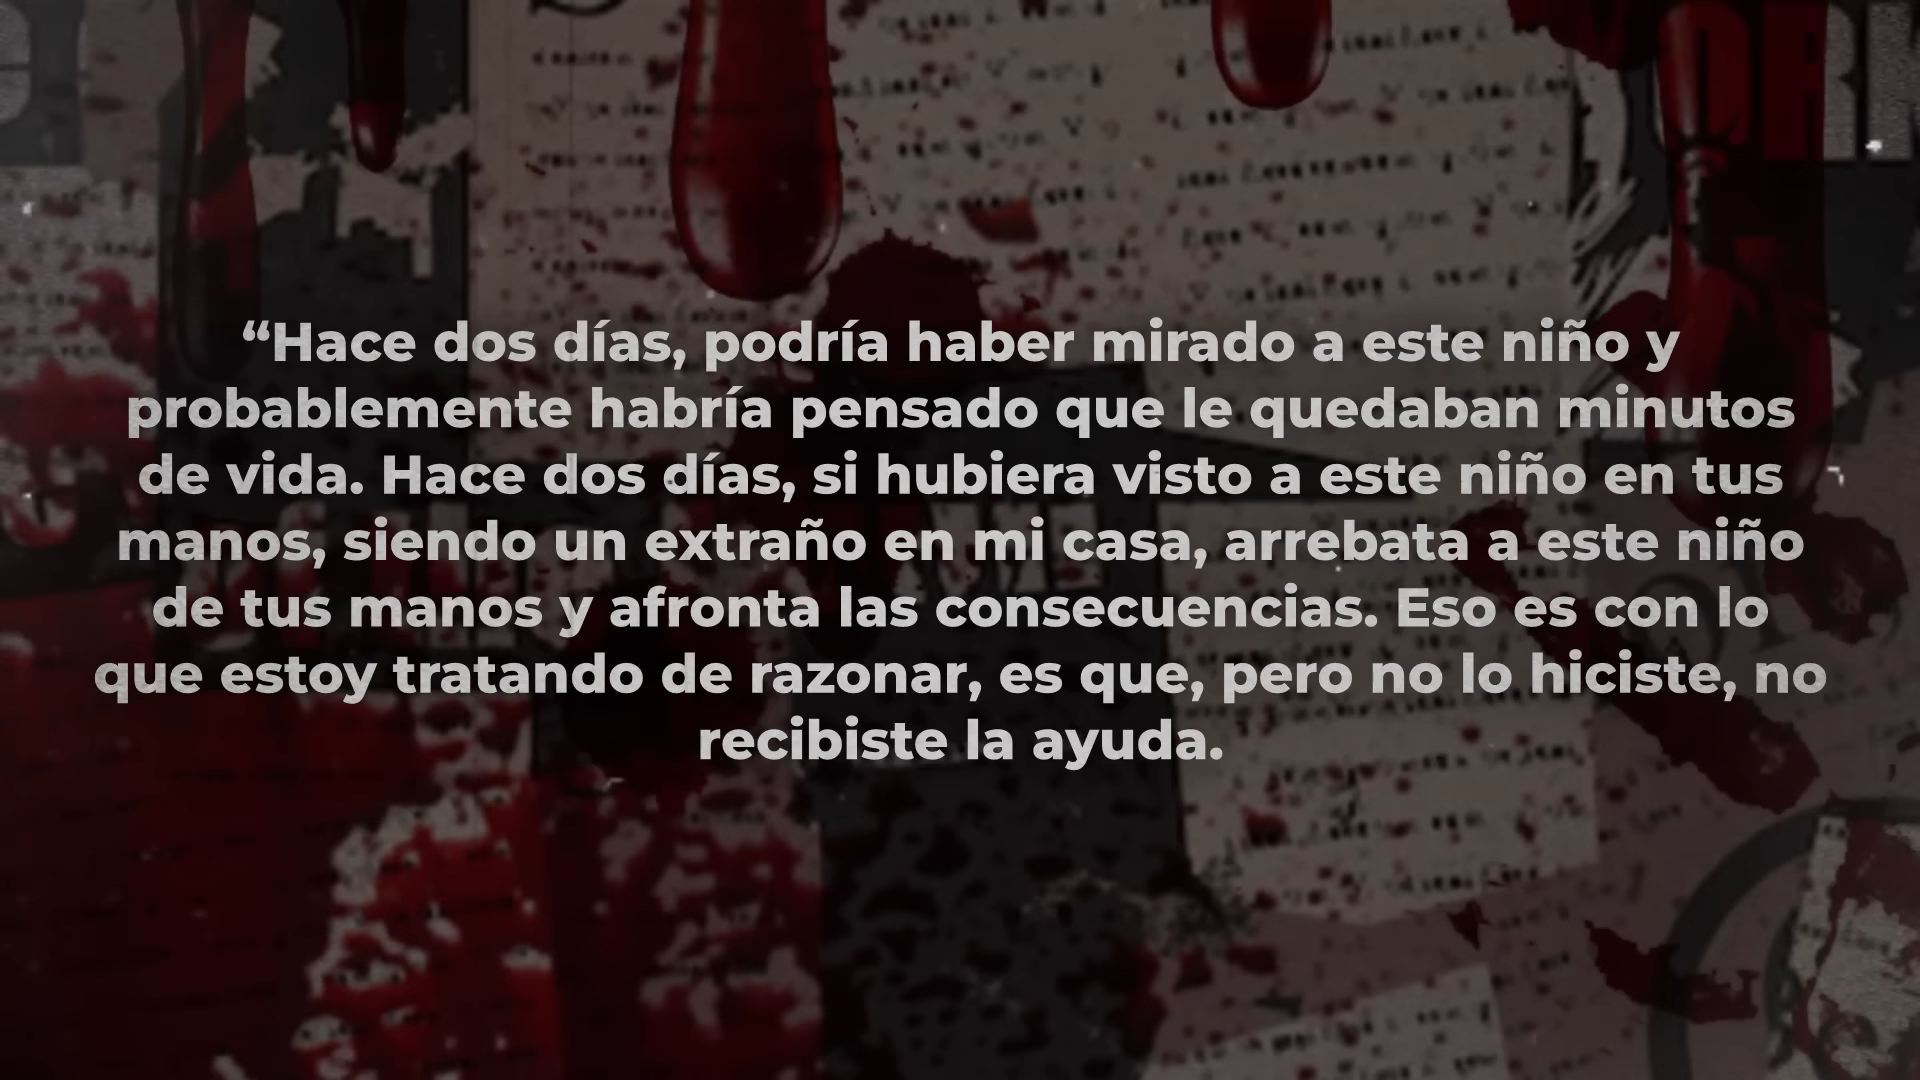 “Hace dos días, podría haber mirado a este niño y
probablemente habría pensado que le quedaban minutos
de vida. Hace dos días, si hubiera visto a este niño en tus
manos, siendo un extraño en mi casa, arrebata a este niño
de tus manos y afronta las consecuencias. Eso es con lo
que estoy tratando de razonar, es que, pero no lo hiciste, no
recibiste la ayuda.